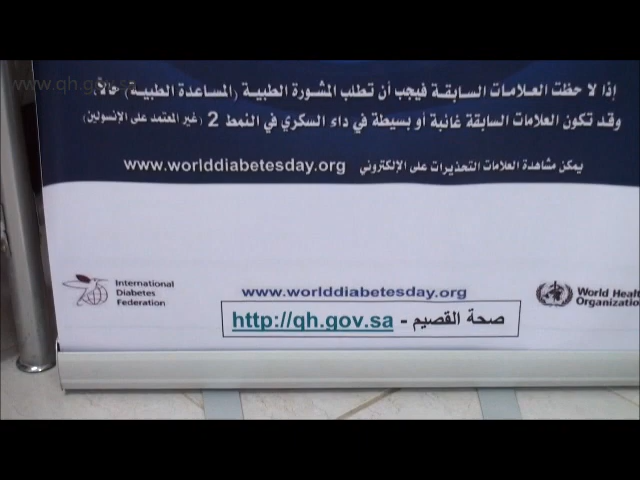 www.qh.gov.sa
إذا لاحظت العلامات السابقة فيجب أن تطلب المشورة الطبية (المساعدة الطبية) حالاً
وقد تكون العلامات السابقة غائبة أو بسيطة في داء السكري في النمط 2 (غير المعتمد على الإنسولين)
يمكن مشاهدة العلامات التحذيرات على الإلكتروني www.worlddiabetesday.org
International
Diabetes
Federation
www.worlddiabetesday.org
World Healt
Organizatio
صحة القصيم - http://qh.gov.sa